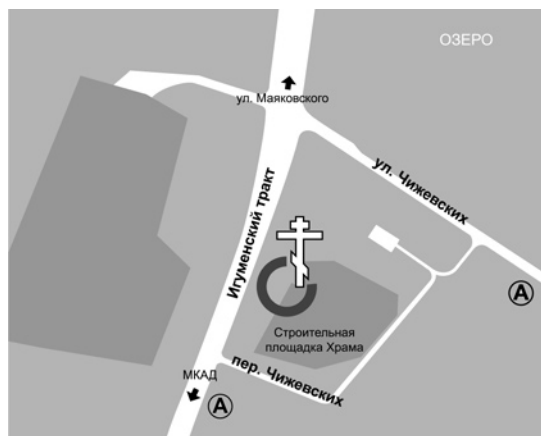 ОЗЕРО
ул. Маяковского
ул. Чижевских
Игуменский тракт
А
Строительная
площадка Храма
пер. Чижевских
МКАД
А